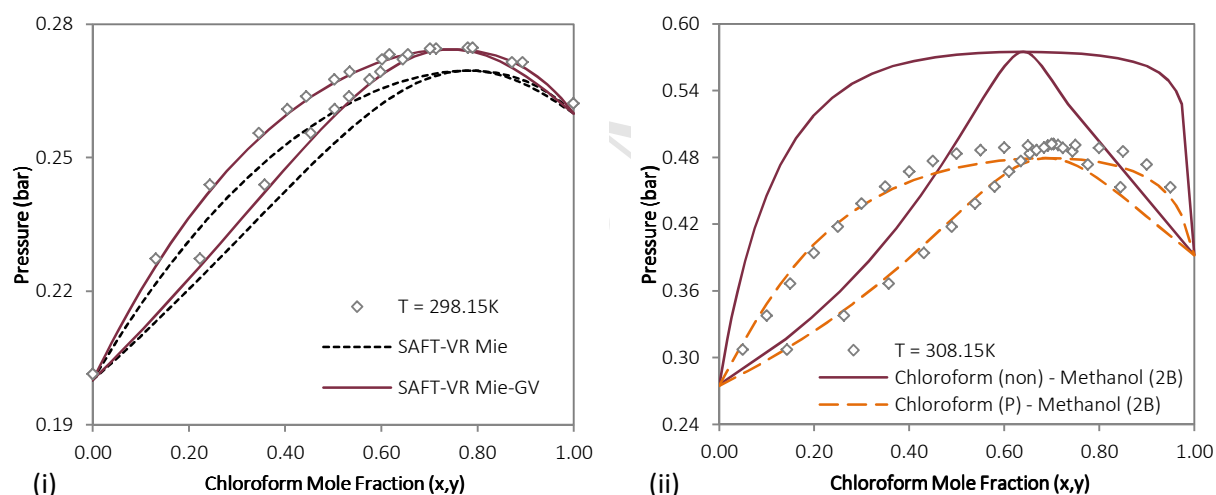 0.28
0.25
0.22
0.19
Pressure (bar)
T = 298.15K
SAFT-VR Mie
SAFT-VR Mie-GV
0.00 0.20 0.40 0.60 0.80 1.00
(i) Chloroform Mole Fraction (x,y)
0.60
0.54
0.48
0.42
0.36
0.30
0.24
Pressure (bar)
T = 308.15K
Chloroform (non) - Methanol (2B)
Chloroform (P) - Methanol (2B)
0.00 0.20 0.40 0.60 0.80 1.00
(ii) Chloroform Mole Fraction (x,y)